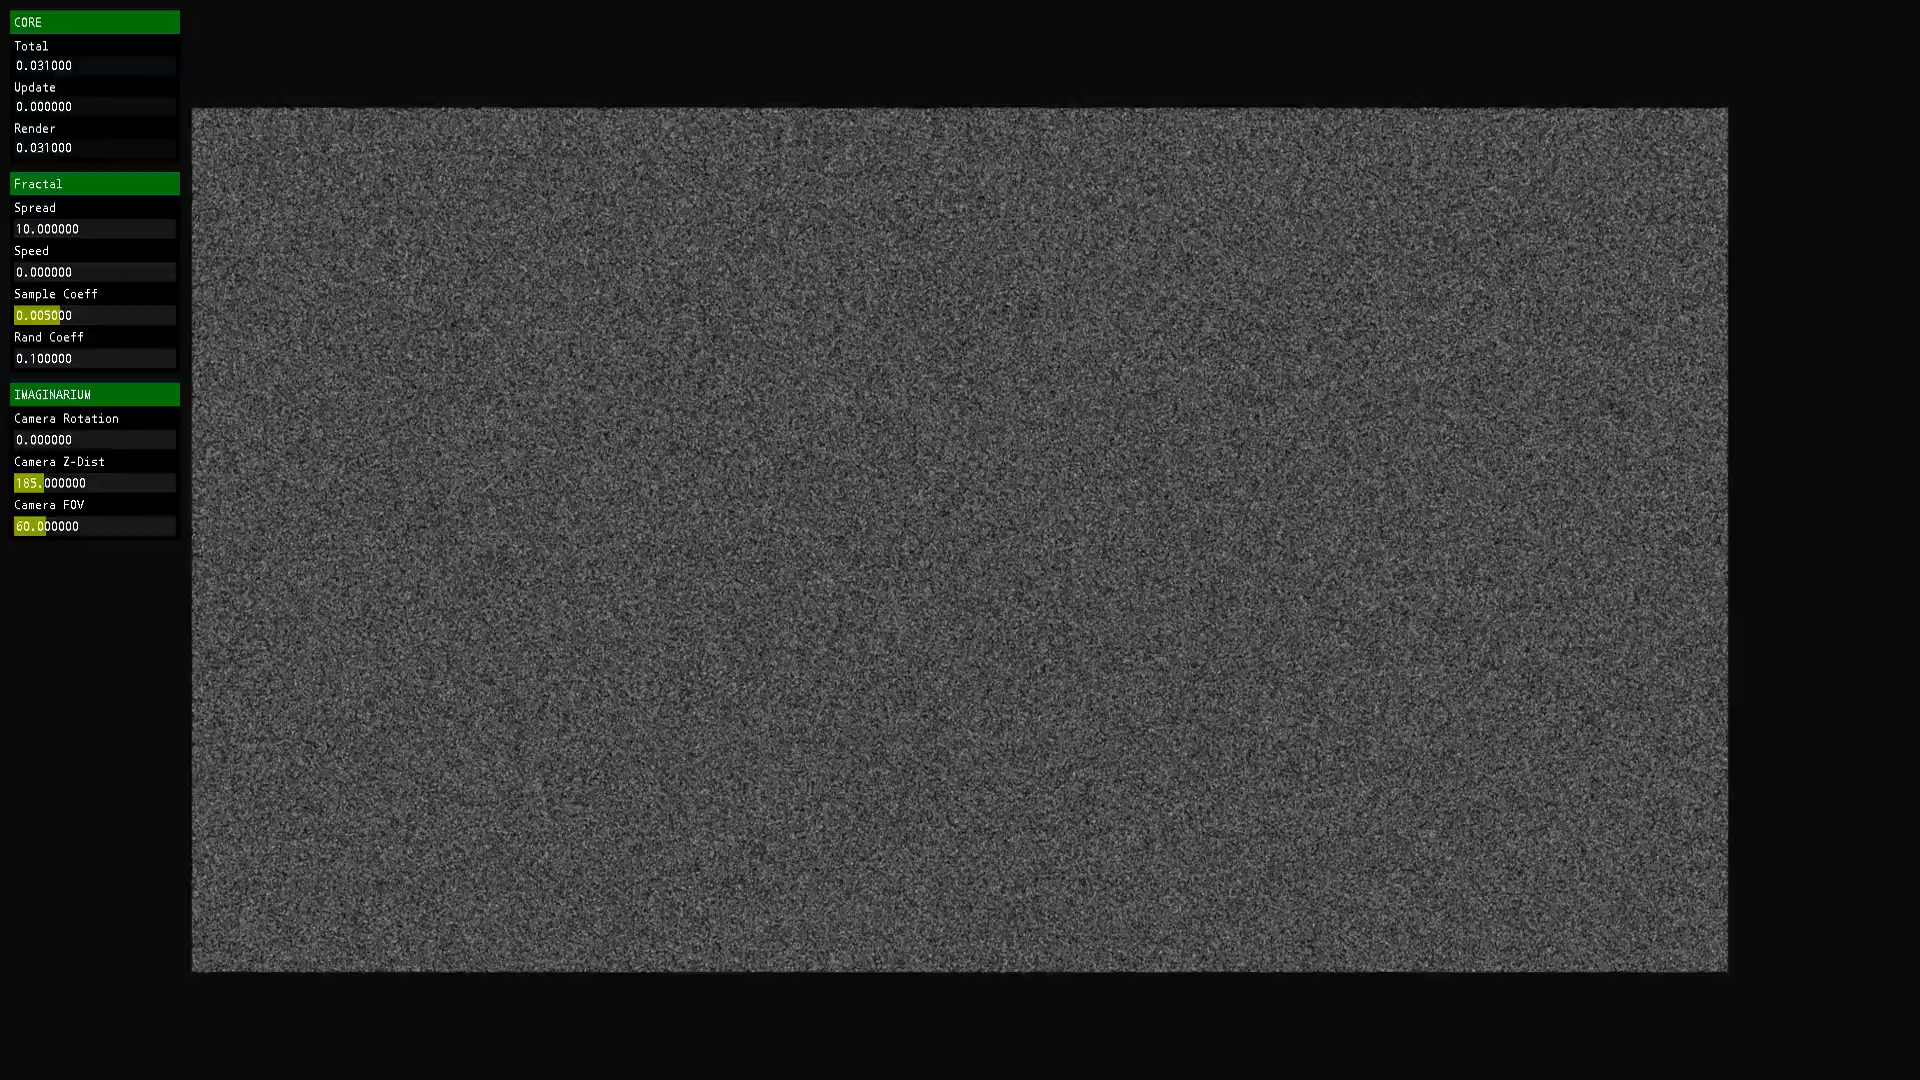 CORE
Total
0.031000
Update
0.000000
Render
0.031000
Fractal
Spread
10.000000
Speed
0.000000
Sample Coeff
0.005000
Rand Coeff
0.100000
IMAGINARIUM
Camera Rotation
0.000000
Camera Z-Dist
185.000000
Camera FOV
60.000000